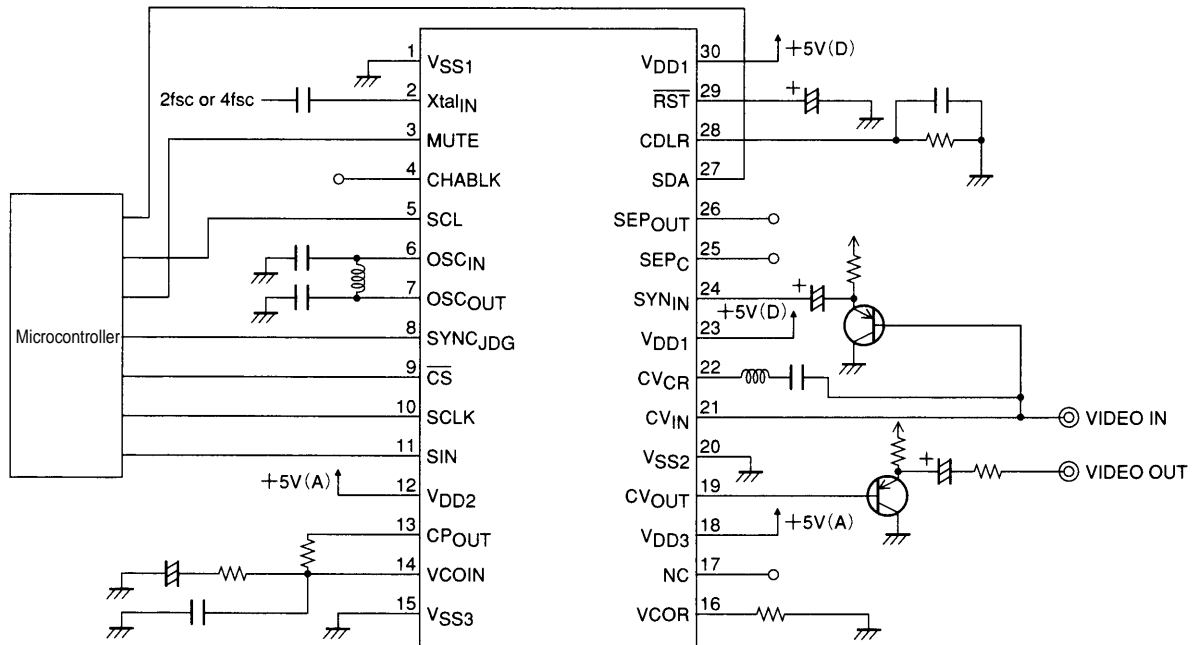 1 VSS1
2fsc or 4fsc 2 XtalIN
3 MUTE
4 CHABLK
5 SCL
6 OSCIN
7 OSCOUT
Microcontroller
8 SYNCJDG
9 CS
10 SCLK
11 SIN
+5V(A)
12 VDD2
13 CPOUT
14 VCOIN
15 VSS3
VDD1 30 +5V(D)
RST 29 +
CDLR 28
SDA 27
SEPOUT 26
SEPC 25
SYNIN 24 +
+5V(D)
VDD1 23
CVCR 22
CVIN 21 VIDEO IN
VSS2 20
+ VIDEO OUT
CVOUT 19
VDD3 18 +5V(A)
NC 17
VCOR 16